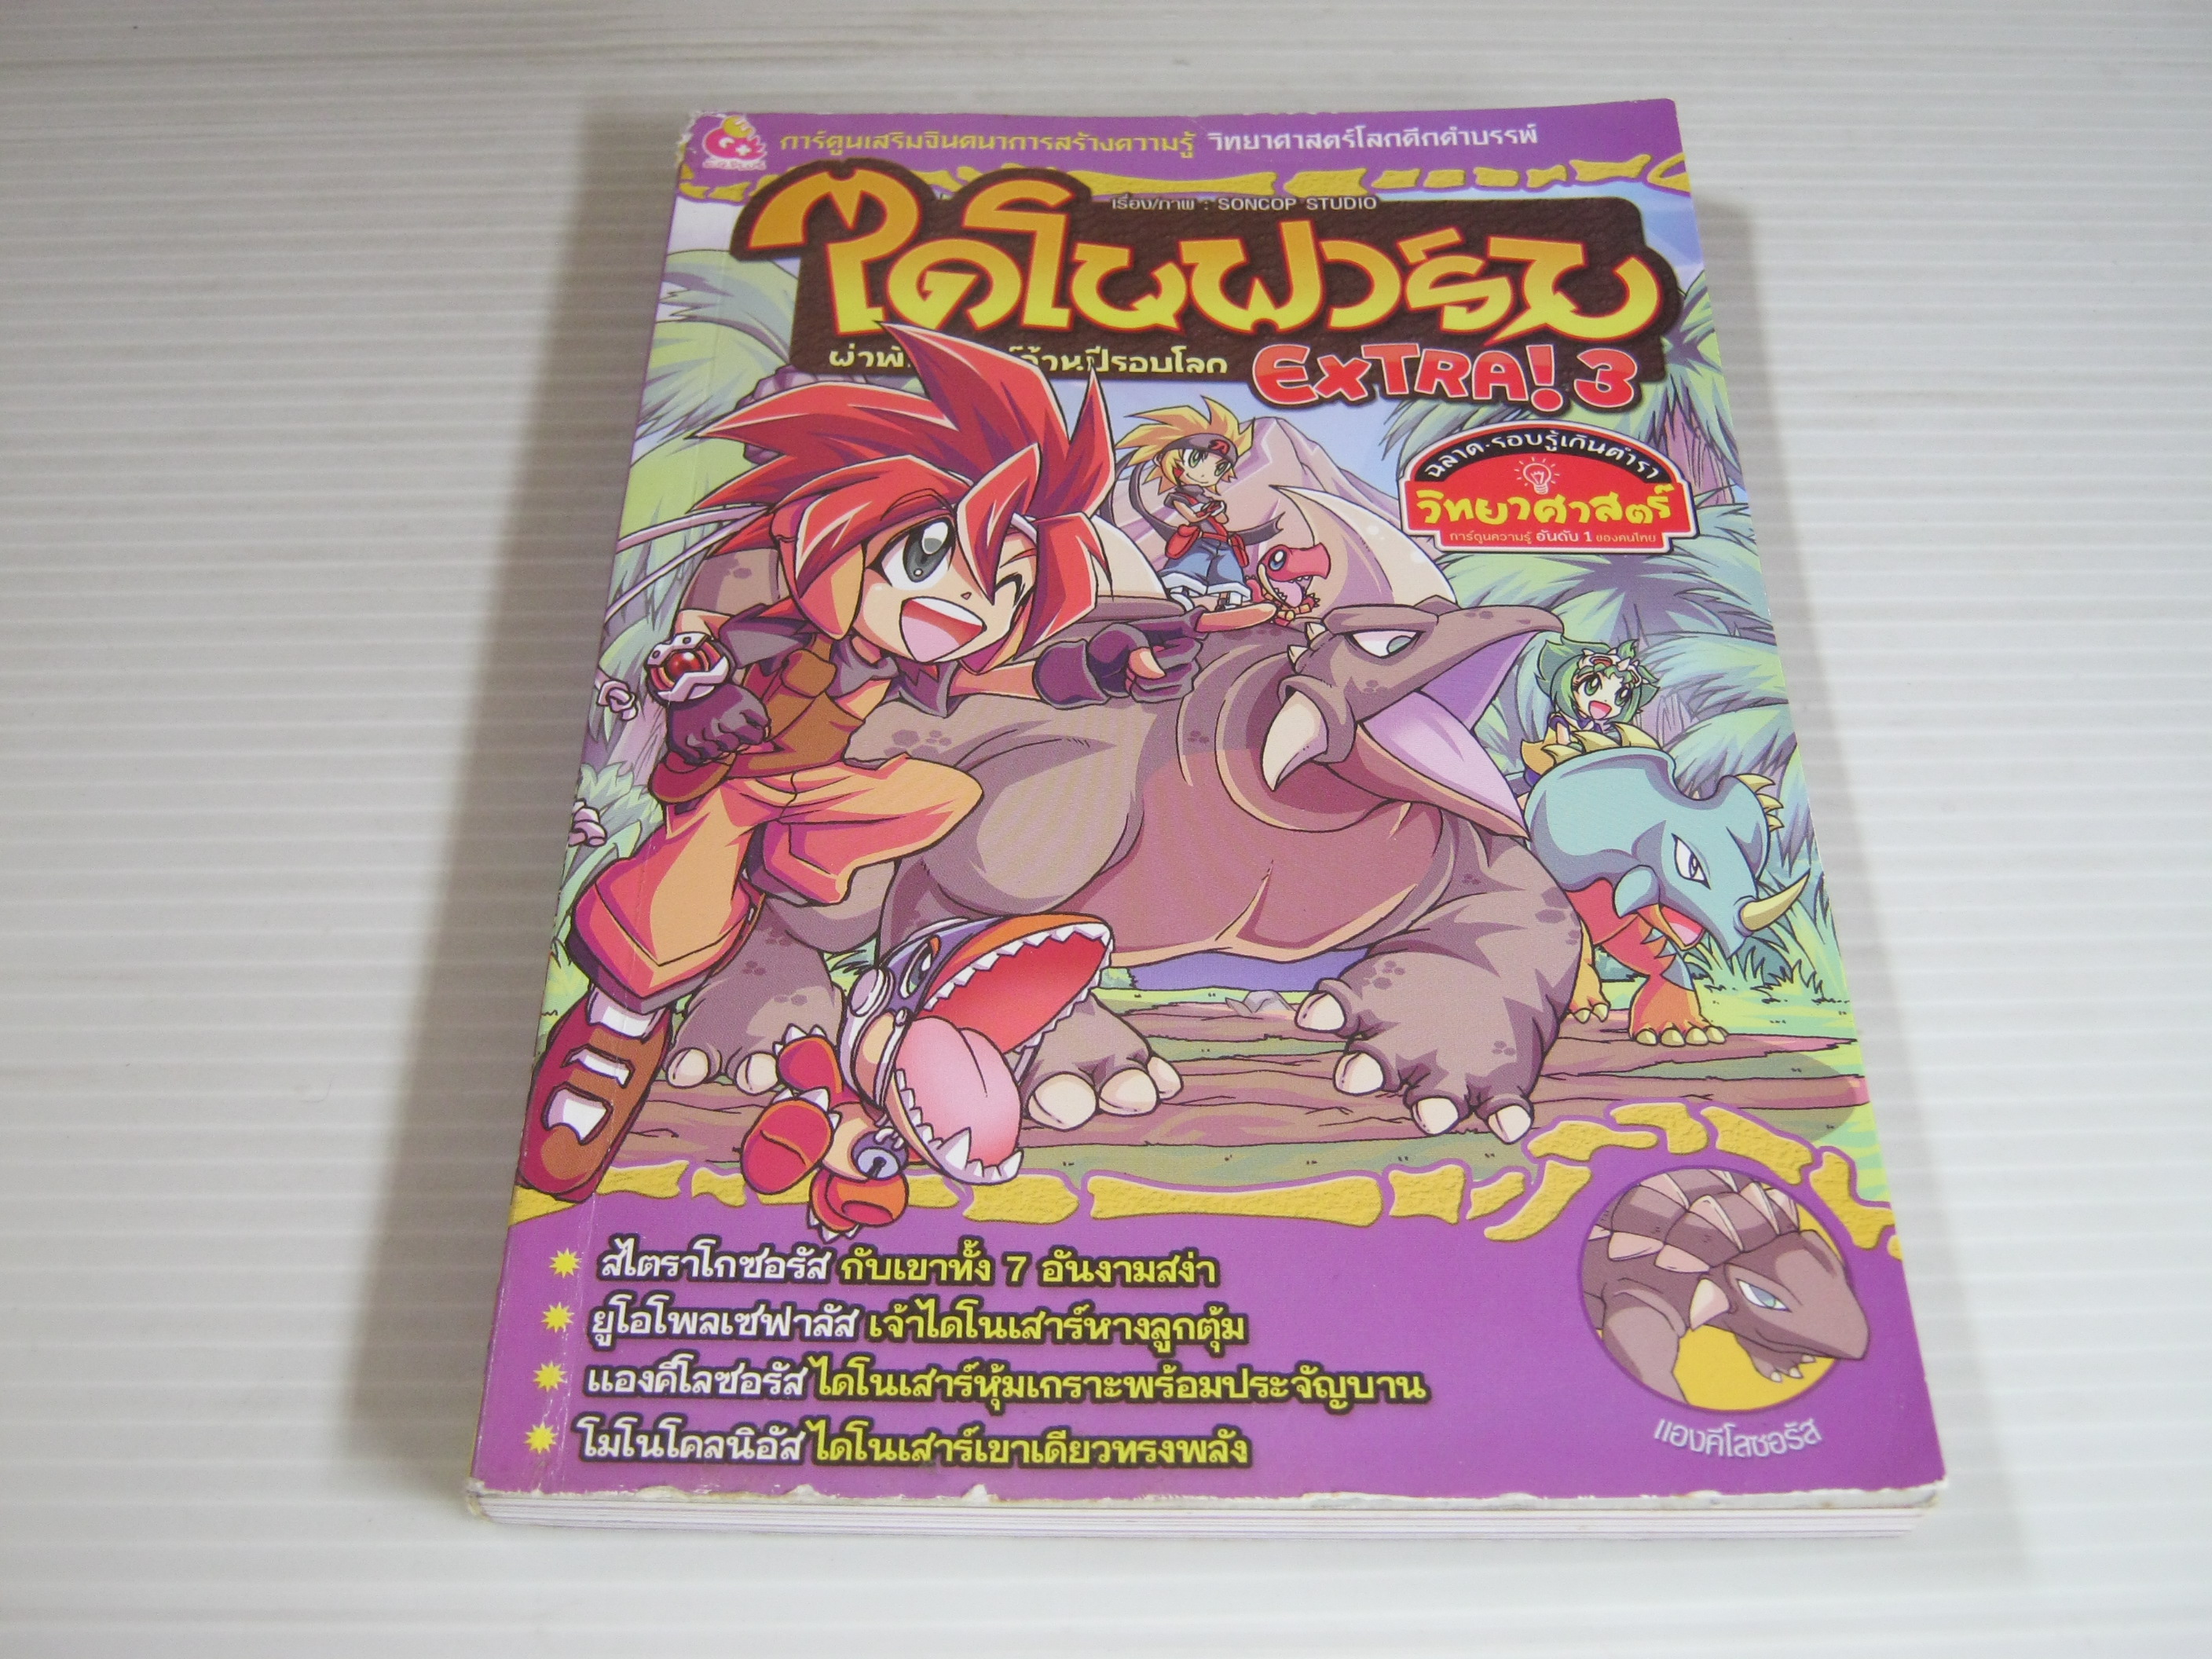 การ์ตูนเสริมจินตนาการสร้างความรู้ วิทยาศาสตร์โลกดึกดำบรรพ์
เรื่อง/ภาพ : SONCOP STUDIO
ไดโนฟาร์ม
ล้านปีรอบโลก
EXTRA! 3
ฉลาด.รอบรู้เกินตำรา
วิทยาศาสตร์
การ์ตูนความรู้ อันดับ 1 ของคนไทย
สไตราโกซอรัส กับเขาทั้ง 7 อันงามสง่า
ยูโอโพลเซฟาลัส เจ้าไดโนเสาร์หางลูกตุ้ม
แองคีโลซอรัส ไดโนเสาร์หุ้มเกราะพร้อมประจัญบาน
โมโนโคลนิอัส ไดโนเสาร์เขาเดียวทรงพลัง
แองคีโลซอรัส